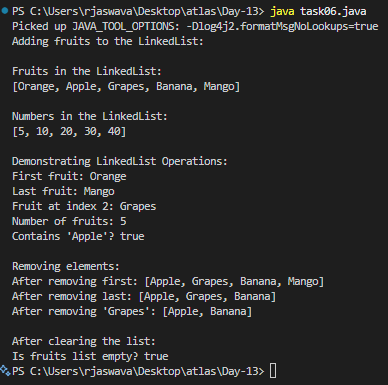 PS C:\Users\rjaswava\Desktop\atlas\Day-13> java task06.java
Picked up JAVA_TOOL_OPTIONS: -Dlog4j2.formatMsgNoLookups=true
Adding fruits to the LinkedList:
Fruits in the LinkedList:
[Orange, Apple, Grapes, Banana, Mango]
Numbers in the LinkedList:
[5, 10, 20, 30, 40]
Demonstrating LinkedList Operations:
First fruit: Orange
Last fruit: Mango
Fruit at index 2: Grapes
Number of fruits: 5
Contains 'Apple'? true
Removing elements:
After removing first: [Apple, Grapes, Banana, Mango]
After removing last: [Apple, Grapes, Banana]
After removing 'Grapes': [Apple, Banana]
After clearing the list:
Is fruits list empty? true
PS C:\Users\rjaswava\Desktop\atlas\Day-13>